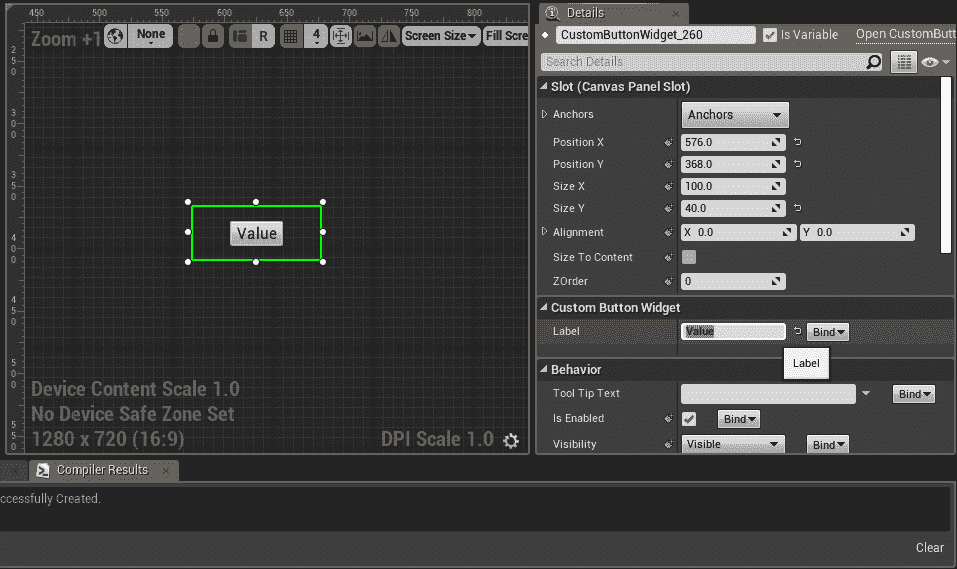 450 500 550 600 650 700 750 800
Zoom +1 None R 4 Screen Size Fill Scre
250
300
350
400
450
500
550
Value
Device Content Scale 1.0
No Device Safe Zone Set
1280 x 720 (16:9) DPI Scale 1.0
Details
CustomButtonWidget_260 Is Variable Open CustomButt
Search Details
Slot (Canvas Panel Slot)
Anchors Anchors
Position X 576.0
Position Y 368.0
Size X 100.0
Size Y 40.0
Alignment X 0.0 Y 0.0
Size To Content
ZOrder 0
Custom Button Widget
Label Value Bind
Label
Behavior
Tool Tip Text Bind
Is Enabled Bind
Visibility Visible Bind
Compiler Results
ccessfully Created.
Clear